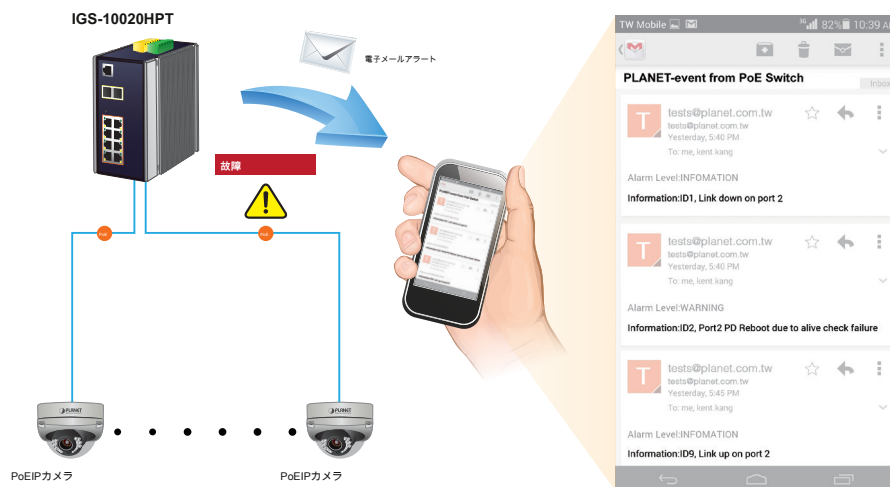 IGS-10020HPT
電子メールアラート
故障
PoE
PoE
PLANET
PLANET
PoEIPカメラ
PoEIPカメラ
TW Mobile
3G 82% 10:39 A
PLANET-event from PoE Switch
Inbox
T
tests@planet.com.tw
tests@planet.com.tw
Yesterday, 5:40 PM
To: me, kent.kang
Alarm Level:INFOMATION
Information:ID1, Link down on port 2
T
tests@planet.com.tw
tests@planet.com.tw
Yesterday, 5:40 PM
To: me, kent.kang
Alarm Level:WARNING
Information:ID2, Port2 PD Reboot due to alive check failure
T
tests@planet.com.tw
tests@planet.com.tw
Yesterday, 5:45 PM
To: me, kent.kang
Alarm Level:INFOMATION
Information:ID9, Link up on port 2